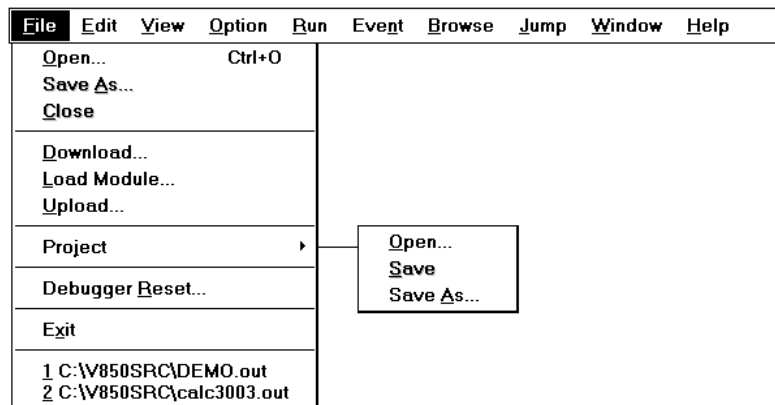 File Edit View Option Run Event Browse Jump Window Help
Open... Ctrl+O
Save As...
Close
Download...
Load Module...
Upload...
Project
Open...
Save
Save As...
Debugger Reset...
Exit
1 C:\V850SRC\DEMO.out
2 C:\V850SRC\calc3003.out